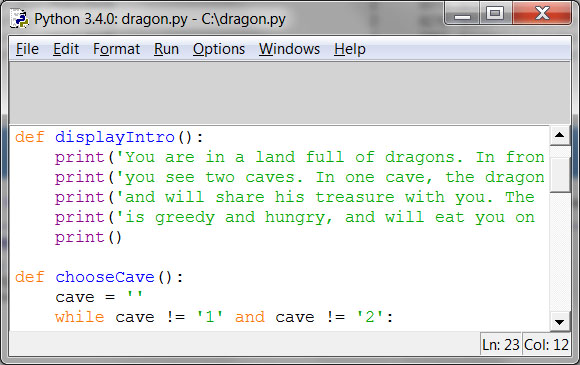 Python 3.4.0: dragon.py - C:\dragon.py
File Edit Format Run Options Windows Help
def displayIntro():
    print('You are in a land full of dragons. In fron
    print('you see two caves. In one cave, the dragon
    print('and will share his treasure with you. The
    print('is greedy and hungry, and will eat you on
    print()

def chooseCave():
    cave = ''
    while cave != '1' and cave != '2':
Ln: 23 Col: 12